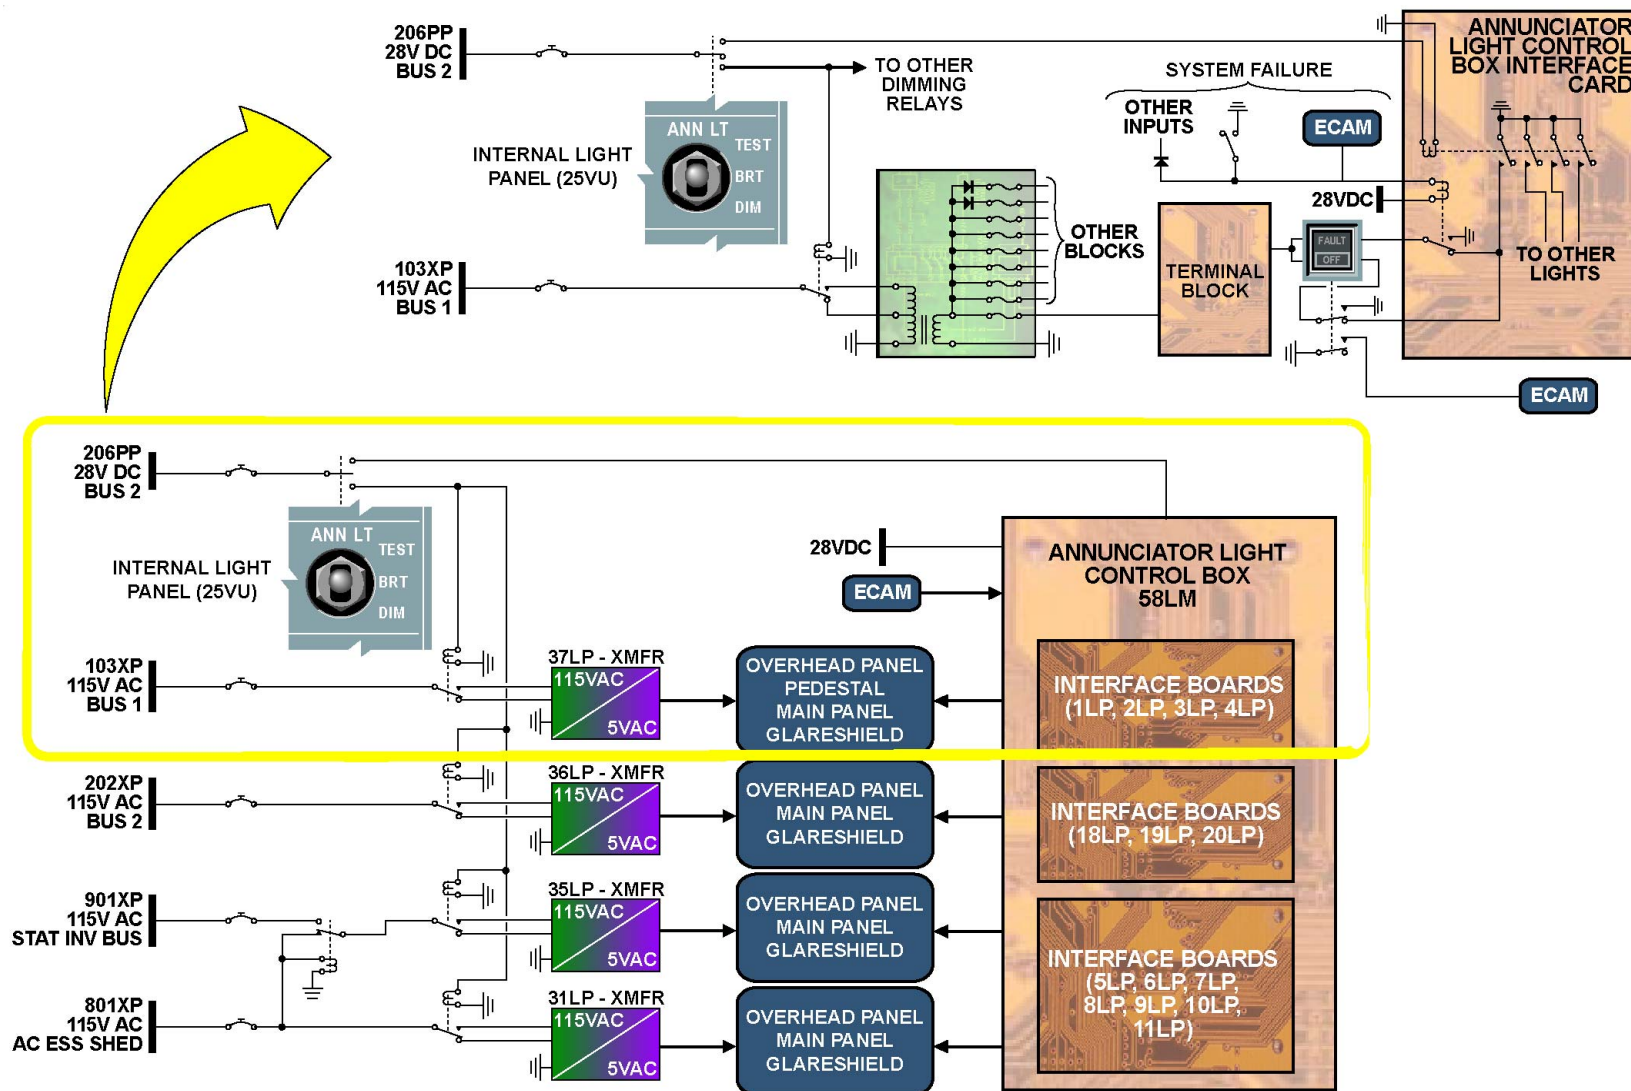 206PP
28V DC
BUS 2
TO OTHER
DIMMING
RELAYS
SYSTEM FAILURE
OTHER
INPUTS
ECAM
ANNUNCIATOR
LIGHT CONTROL
BOX INTERFACE
CARD
INTERNAL LIGHT
PANEL (25VU)
ANN LT
TEST
BRT
DIM
28VDC
OTHER
BLOCKS
TERMINAL
BLOCK
FAULT
OFF
TO OTHER
LIGHTS
103XP
115V AC
BUS 1
ECAM
206PP
28V DC
BUS 2
INTERNAL LIGHT
PANEL (25VU)
ANN LT
TEST
BRT
DIM
28VDC
ECAM
ANNUNCIATOR LIGHT
CONTROL BOX
58LM
103XP
115V AC
BUS 1
37LP - XMFR
115VAC
5VAC
OVERHEAD PANEL
PEDESTAL
MAIN PANEL
GLARESHIELD
INTERFACE BOARDS
(1LP, 2LP, 3LP, 4LP)
202XP
115V AC
BUS 2
36LP - XMFR
115VAC
5VAC
OVERHEAD PANEL
MAIN PANEL
GLARESHIELD
INTERFACE BOARDS
(18LP, 19LP, 20LP)
901XP
115V AC
STAT INV BUS
35LP - XMFR
115VAC
5VAC
OVERHEAD PANEL
MAIN PANEL
GLARESHIELD
INTERFACE BOARDS
(5LP, 6LP, 7LP,
8LP, 9LP, 10LP,
11LP)
801XP
115V AC
AC ESS SHED
31LP - XMFR
115VAC
5VAC
OVERHEAD PANEL
MAIN PANEL
GLARESHIELD